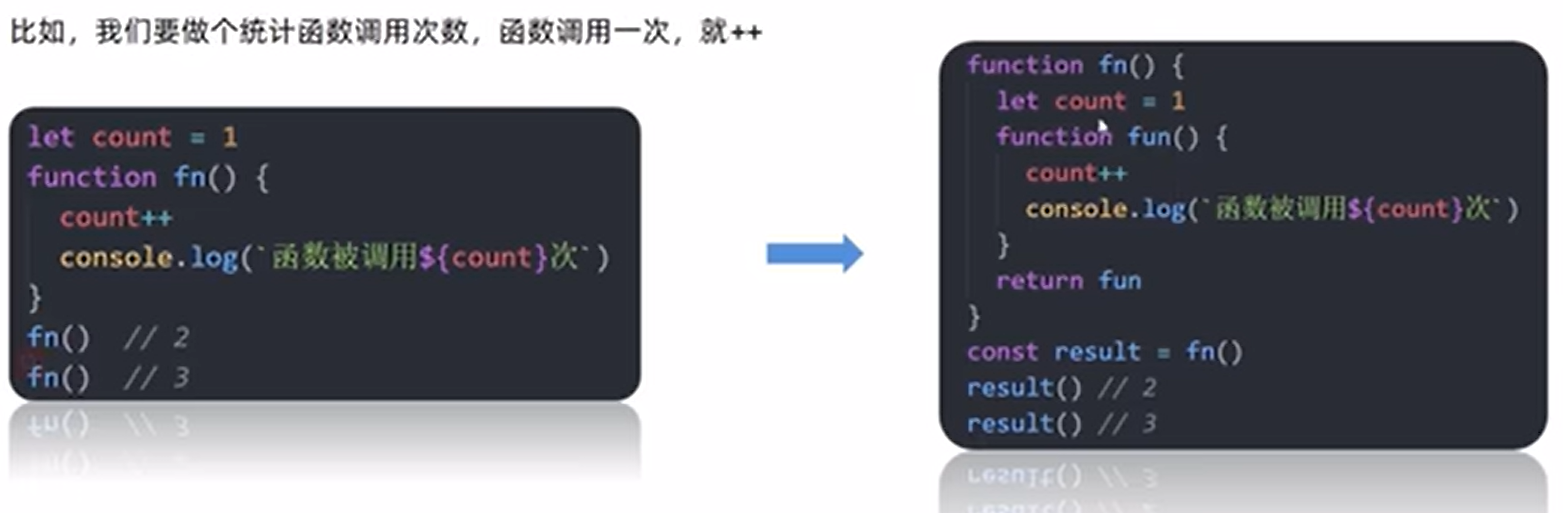 比如，我们要做个统计函数调用次数，函数调用一次，就++
let count = 1
function fn() {
count++
console.log(`函数被调用${count}次`)
}
fn() // 2
fn() // 3
function fn() {
let count = 1
function fun() {
count++
console.log(`函数被调用${count}次`)
}
return fun
}
const result = fn()
result() // 2
result() // 3